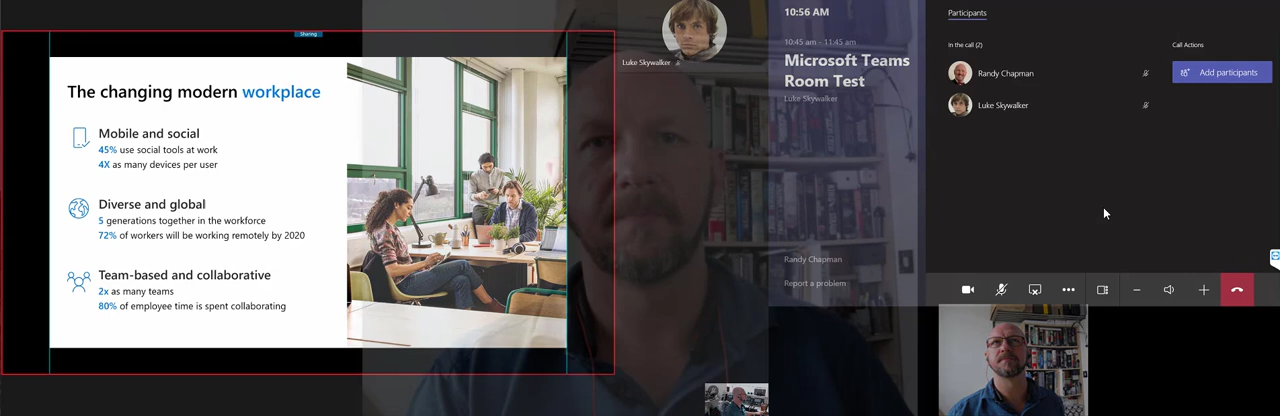 Sharing
The changing modern workplace
Mobile and social
45% use social tools at work
4X as many devices per user
Diverse and global
5 generations together in the workforce
72% of workers will be working remotely by 2020
Team-based and collaborative
2x as many teams
80% of employee time is spent collaborating
Luke Skywalker
10:56 AM
10:45 am - 11:45 am
Microsoft Teams
Room Test
Luke Skywalker
Randy Chapman
Report a problem
Participants
In the call (2)
Call Actions
Randy Chapman
Add participants
Luke Skywalker